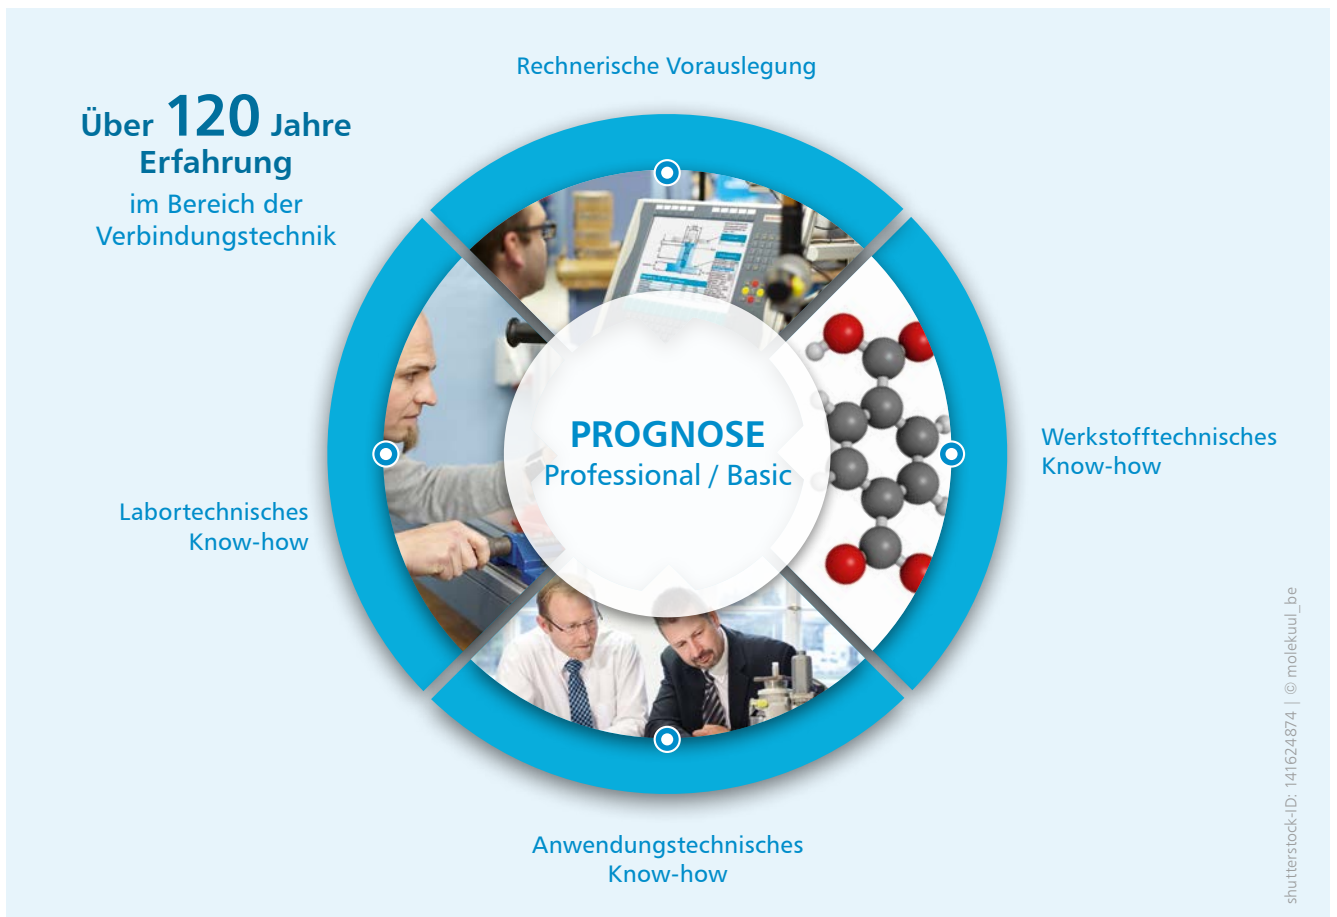 Rechnerische Vorauslegung
Über 120 Jahre
Erfahrung
im Bereich der
Verbindungstechnik
PROGNOSE
Professional / Basic
Werkstofftechnisches
Know-how
Labortechnisches
Know-how
Anwendungstechnisches
Know-how
shutterstock-ID: 141624874 | © molekuul_be